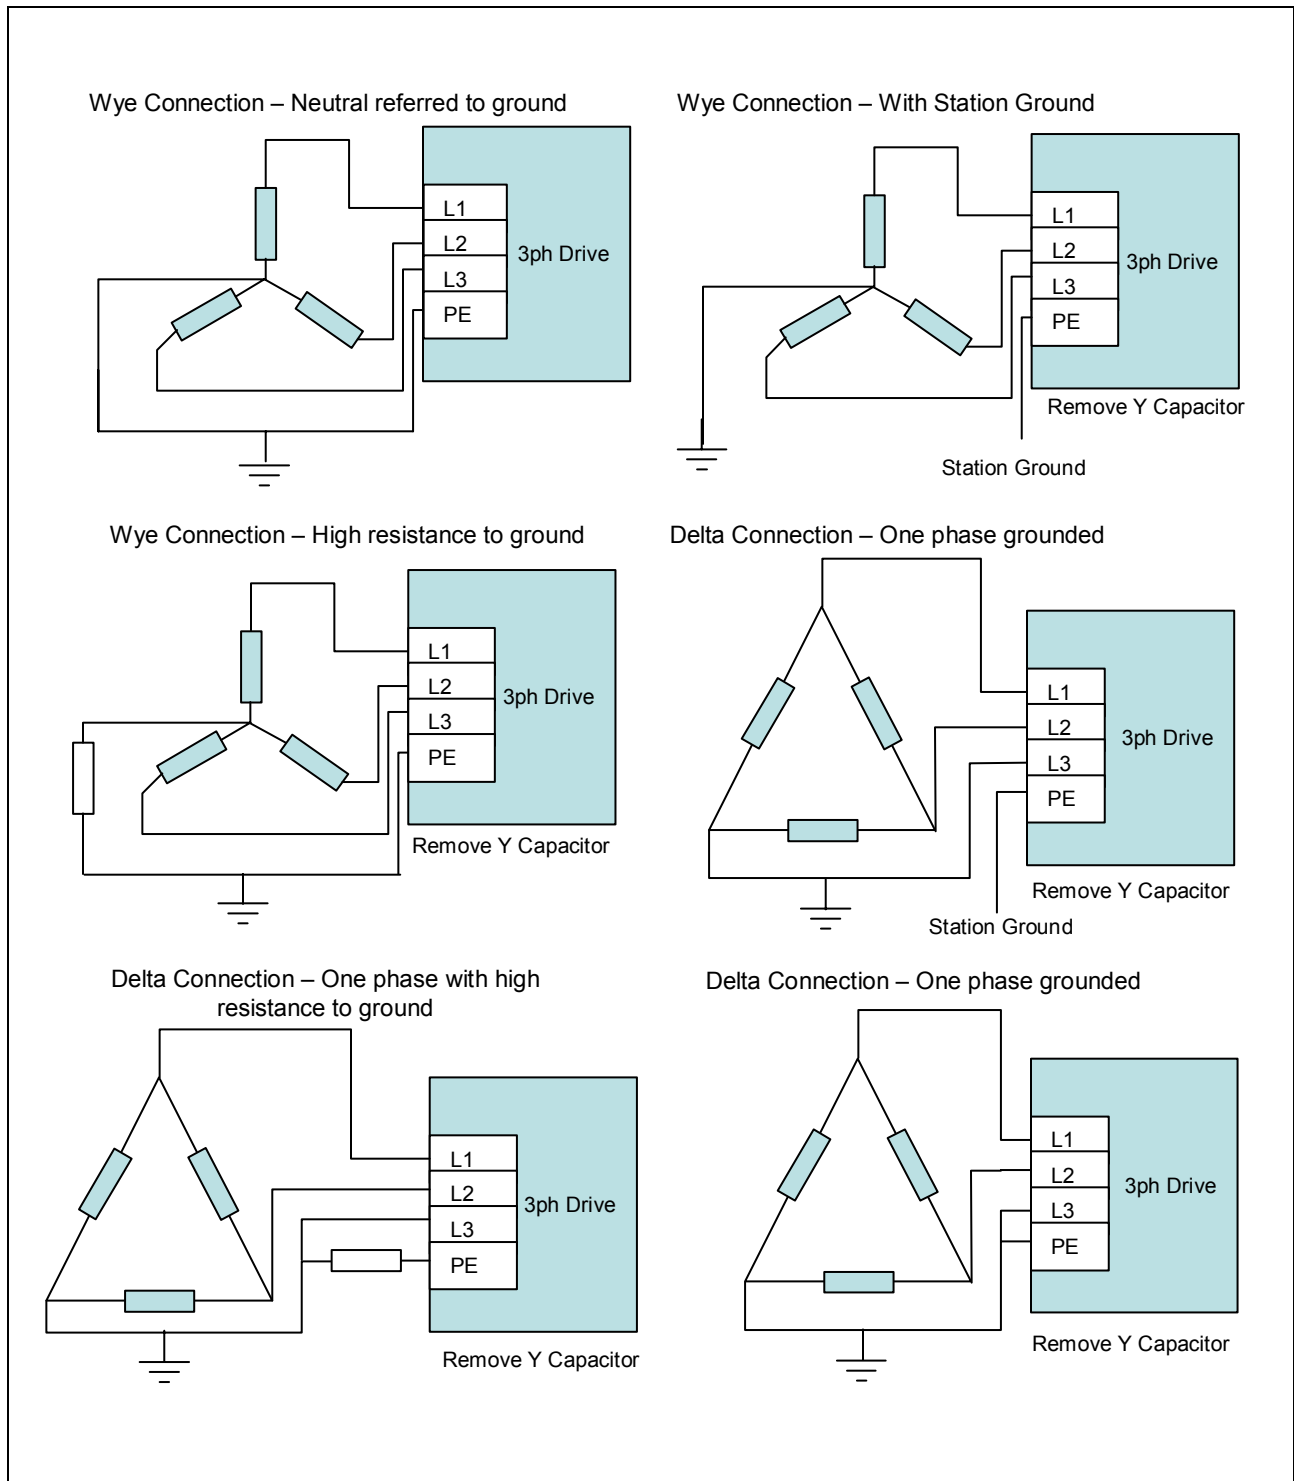 Wye Connection – Neutral referred to ground
L1
L2
L3
PE
3ph Drive
Wye Connection – With Station Ground
L1
L2
L3
PE
3ph Drive
Remove Y Capacitor
Station Ground
Wye Connection – High resistance to ground
L1
L2
L3
PE
3ph Drive
Remove Y Capacitor
Delta Connection – One phase grounded
L1
L2
L3
PE
3ph Drive
Remove Y Capacitor
Station Ground
Delta Connection – One phase with high
resistance to ground
L1
L2
L3
PE
3ph Drive
Remove Y Capacitor
Delta Connection – One phase grounded
L1
L2
L3
PE
3ph Drive
Remove Y Capacitor